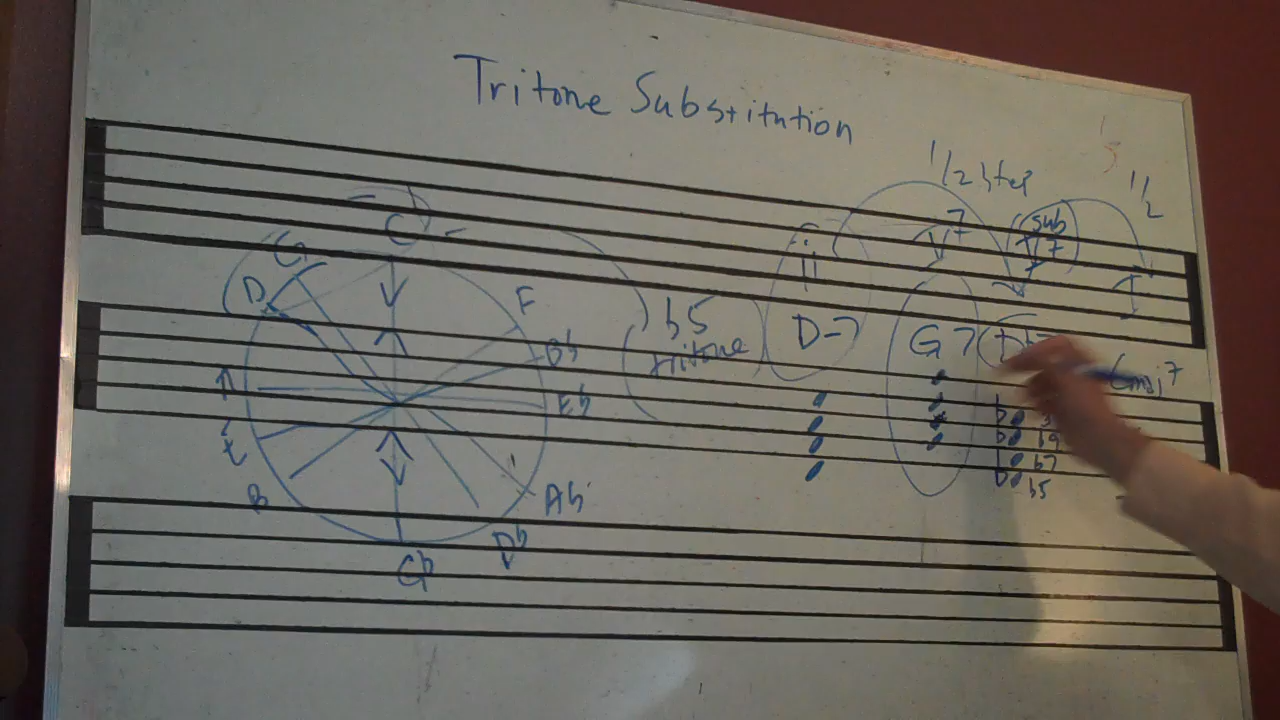 Tritone Substitution
1/2 step
1/2
ii
V7
sub
V7
I
C
G
D
F
Bb
Eb
Ab
Db
Gb
B
A
E
b5
tritone
D-7
G7
Db7
Cmaj7
b
b
b9
b
b7
b
b5